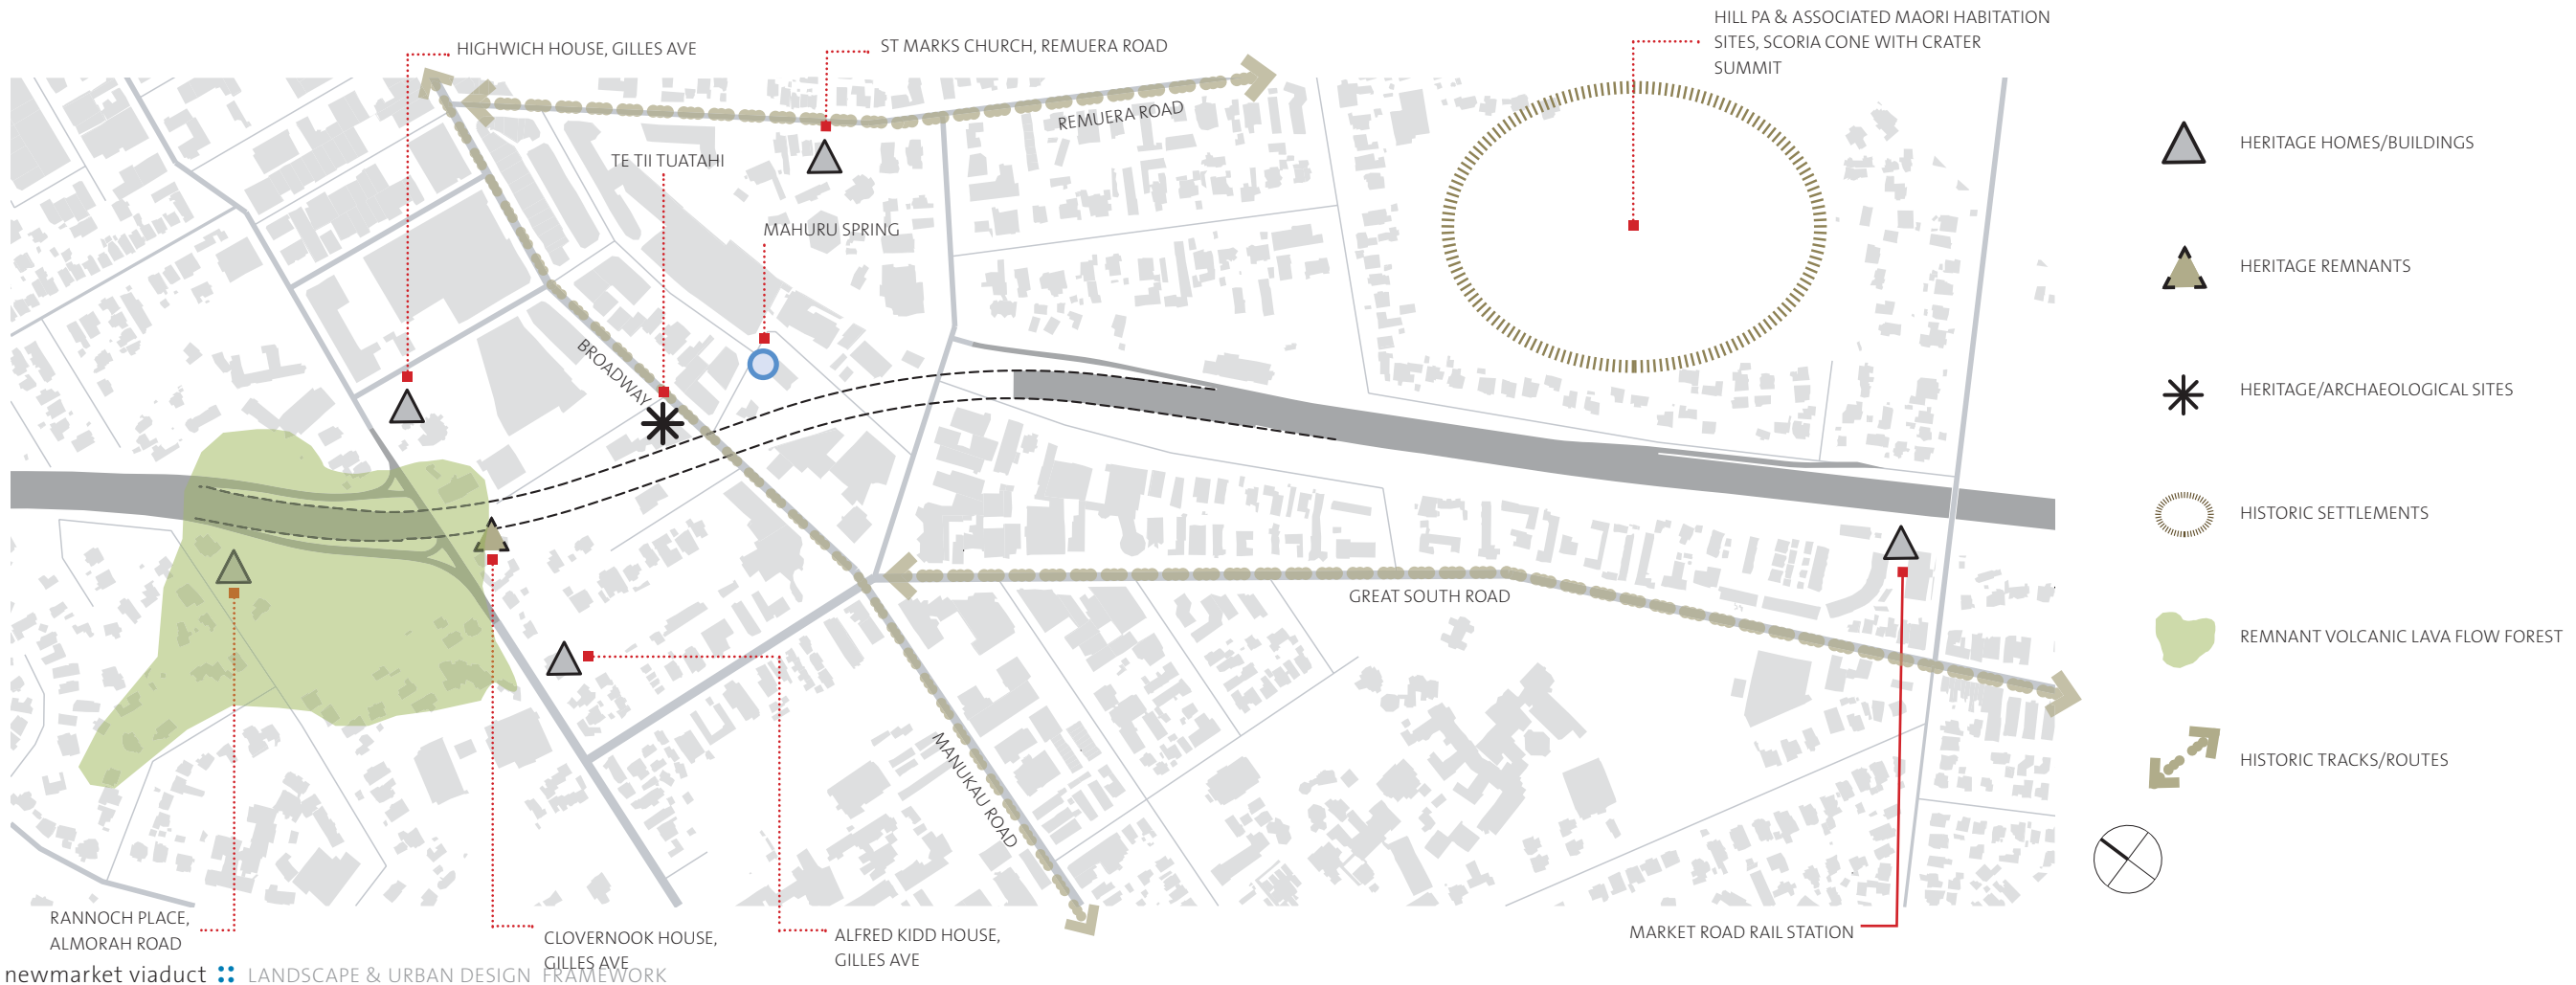 HIGHWICH HOUSE, GILLES AVE
ST MARKS CHURCH, REMUERA ROAD
HILL PA & ASSOCIATED MAORI HABITATION
SITES, SCORIA CONE WITH CRATER
SUMMIT
REMUERA ROAD
TE TII TUATAHI
MAHURU SPRING
BROADWAY
GREAT SOUTH ROAD
MANUKAU ROAD
HERITAGE HOMES/BUILDINGS
HERITAGE REMNANTS
HERITAGE/ARCHAEOLOGICAL SITES
HISTORIC SETTLEMENTS
REMNANT VOLCANIC LAVA FLOW FOREST
HISTORIC TRACKS/ROUTES
RANNOCH PLACE,
ALMORAH ROAD
CLOVERNOOK HOUSE,
GILLES AVE
ALFRED KIDD HOUSE,
GILLES AVE
MARKET ROAD RAIL STATION
newmarket viaduct LANDSCAPE & URBAN DESIGN FRAMEWORK